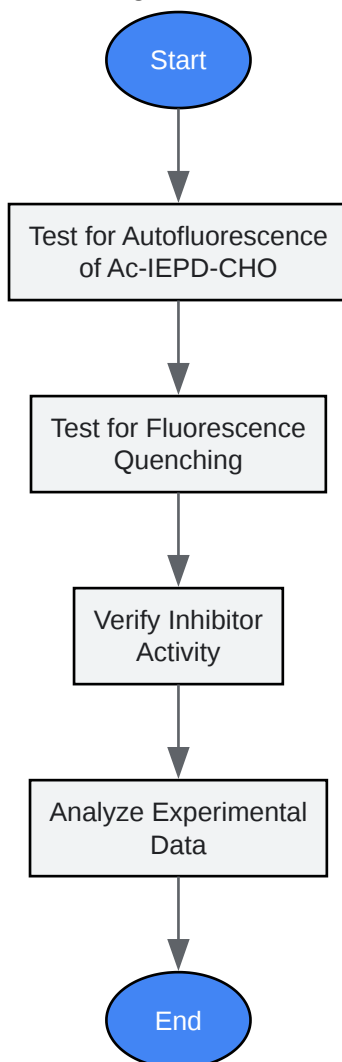 Start
Test for Autofluorescence
of Ac-IEPD-CHO
Test for Fluorescence
Quenching
Verify Inhibitor
Activity
Analyze Experimental
Data
End